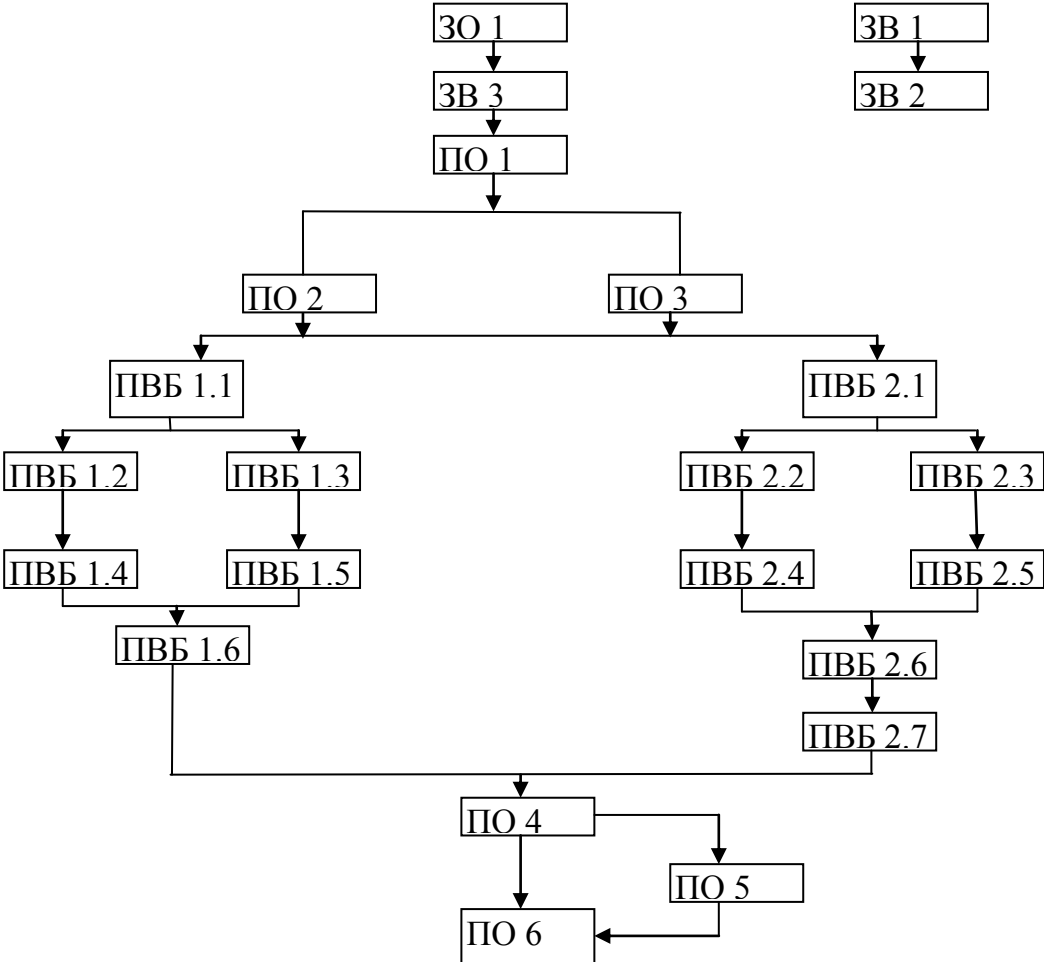 ЗО 1
ЗВ 1
ЗВ 3
ЗВ 2
ПО 1
ПО 2
ПО 3
ПВБ 1.1
ПВБ 2.1
ПВБ 1.2
ПВБ 1.3
ПВБ 2.2
ПВБ 2.3
ПВБ 1.4
ПВБ 1.5
ПВБ 2.4
ПВБ 2.5
ПВБ 1.6
ПВБ 2.6
ПВБ 2.7
ПО 4
ПО 5
ПО 6